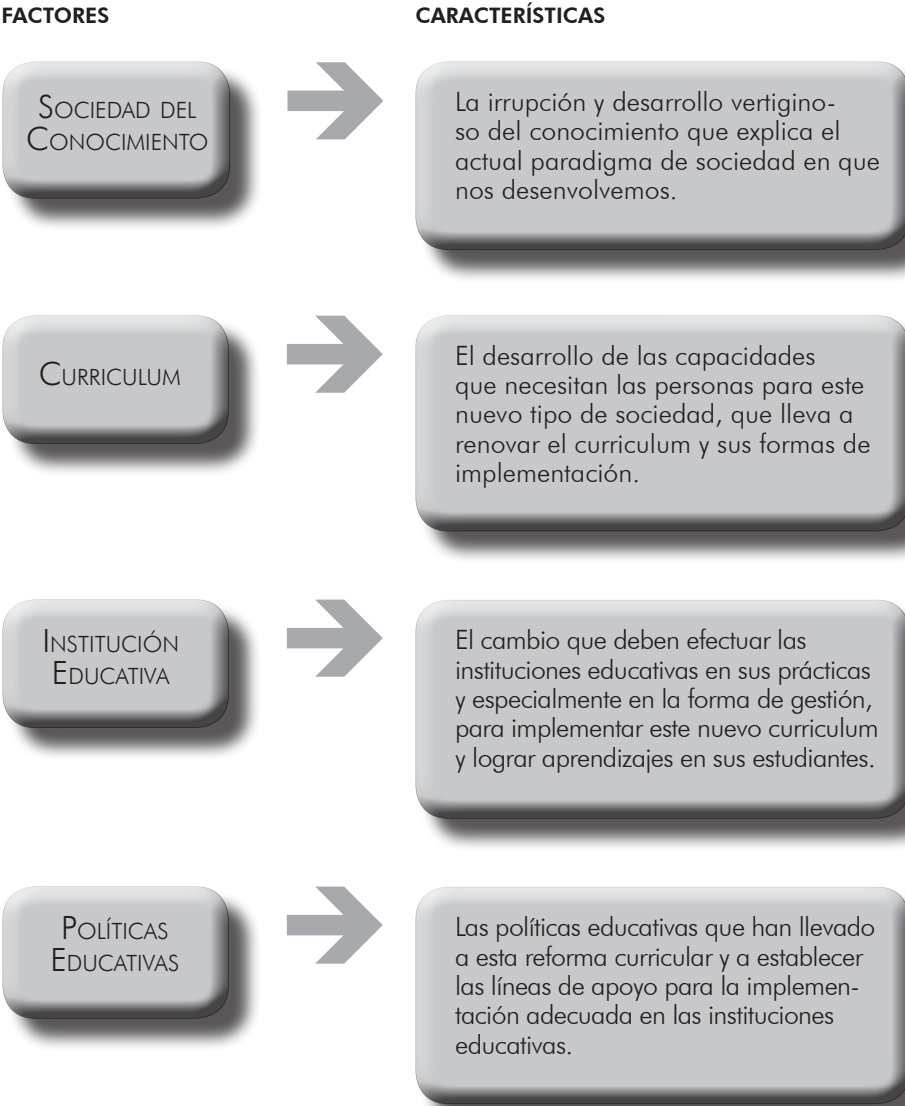 FACTORES
CARACTERÍSTICAS
SOCIEDAD DEL
CONOCIMIENTO
La irrupción y desarrollo vertigino-
so del conocimiento que explica el
actual paradigma de sociedad en que
nos desenvolvemos.
CURRICULUM
El desarrollo de las capacidades
que necesitan las personas para este
nuevo tipo de sociedad, que lleva a
renovar el curriculum y sus formas de
implementación.
INSTITUCIÓN
EDUCATIVA
El cambio que deben efectuar las
instituciones educativas en sus prácticas
y especialmente en la forma de gestión,
para implementar este nuevo curriculum
y lograr aprendizajes en sus estudiantes.
POLÍTICAS
EDUCATIVAS
Las políticas educativas que han llevado
a esta reforma curricular y a establecer
las líneas de apoyo para la implemen-
tación adecuada en las instituciones
educativas.